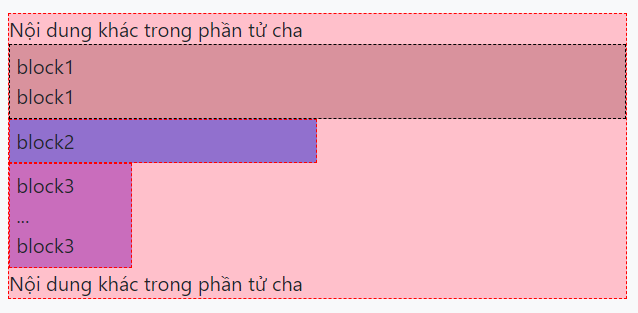 Nội dung khác trong phần tử cha
block1
block1
block2
block3
...
block3
Nội dung khác trong phần tử cha